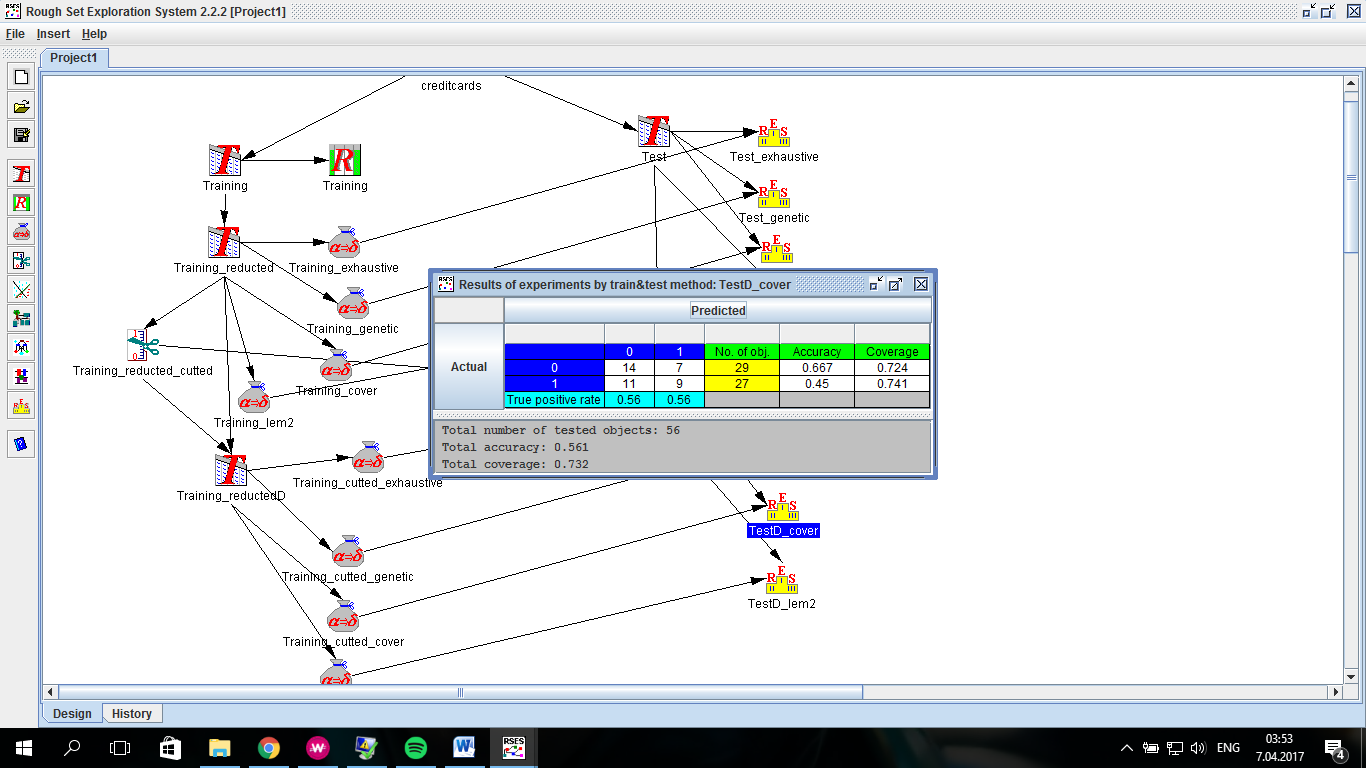 Rough Set Exploration System 2.2.2 [Project1]
File Insert Help
Project1
creditcards
Test
Test_exhaustive
Training
Training
Test_genetic
Training_reducted
Training_exhaustive
Training_genetic
Training_reducted_cutted
Training_cover
Training_lem2
Results of experiments by train&test method: TestD_cover
Predicted
Actual
0 1 No. of obj. Accuracy Coverage
0 14 7 29 0.667 0.724
1 11 9 27 0.45 0.741
True positive rate 0.56 0.56
Total number of tested objects: 56
Total accuracy: 0.561
Total coverage: 0.732
Training_cutted_exhaustive
Training_reductedD
TestD_cover
Training_cutted_genetic
TestD_lem2
Training_cutted_cover
Design History
RSES
ENG
03:53
7.04.2017
4